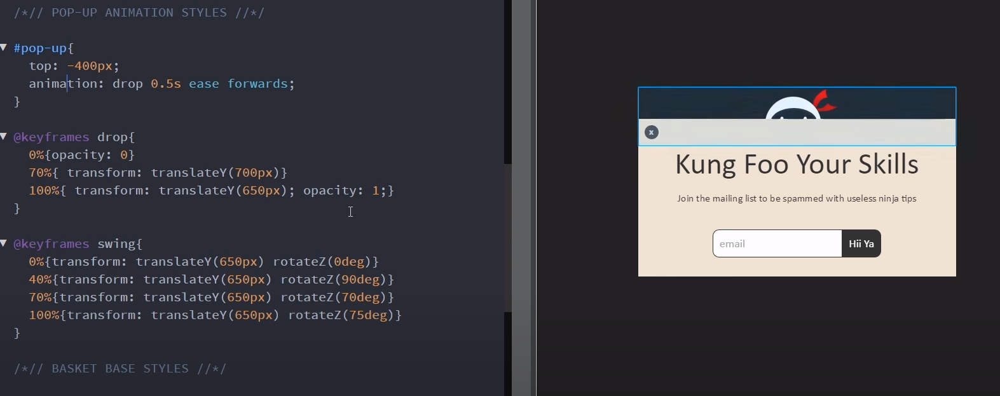 /*// POP-UP ANIMATION STYLES //*/
#pop-up{
top: -400px;
animation: drop 0.5s ease forwards;
}
@keyframes drop{
0%{opacity: 0}
70%{ transform: translateY(700px)}
100%{ transform: translateY(650px); opacity: 1;}
}
@keyframes swing{
0%{transform: translateY(650px) rotateZ(0deg)}
40%{transform: translateY(650px) rotateZ(90deg)}
70%{transform: translateY(650px) rotateZ(70deg)}
100%{transform: translateY(650px) rotateZ(75deg)}
}
/*// BASKET BASE STYLES //*/
x
Kung Foo Your Skills
Join the mailing list to be spammed with useless ninja tips
email
Hii Ya